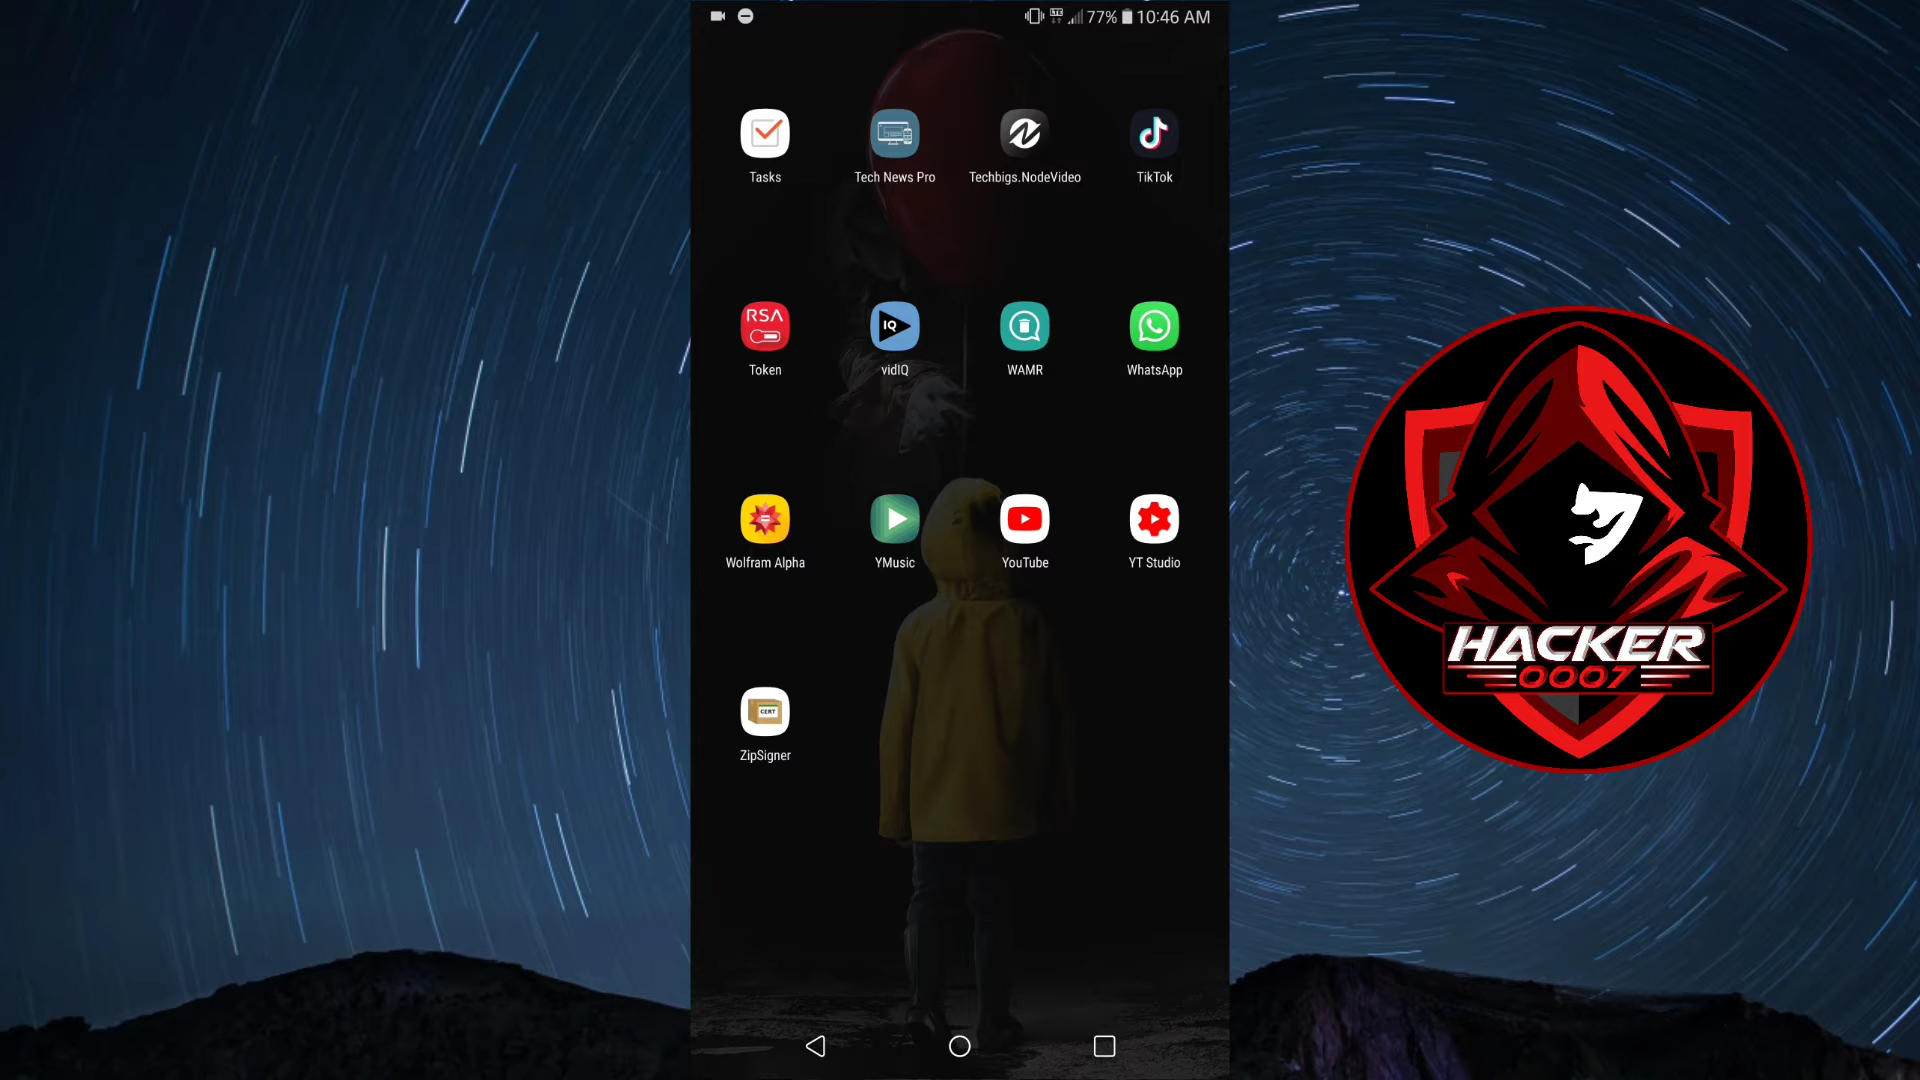 77% 10:46 AM
Tasks
Tech News Pro
Techbigs.NodeVideo
TikTok
RSA
IQ
Token
vidIQ
WAMR
WhatsApp
Wolfram Alpha
YMusic
YouTube
YT Studio
CERT
ZipSigner
HACKER
0007